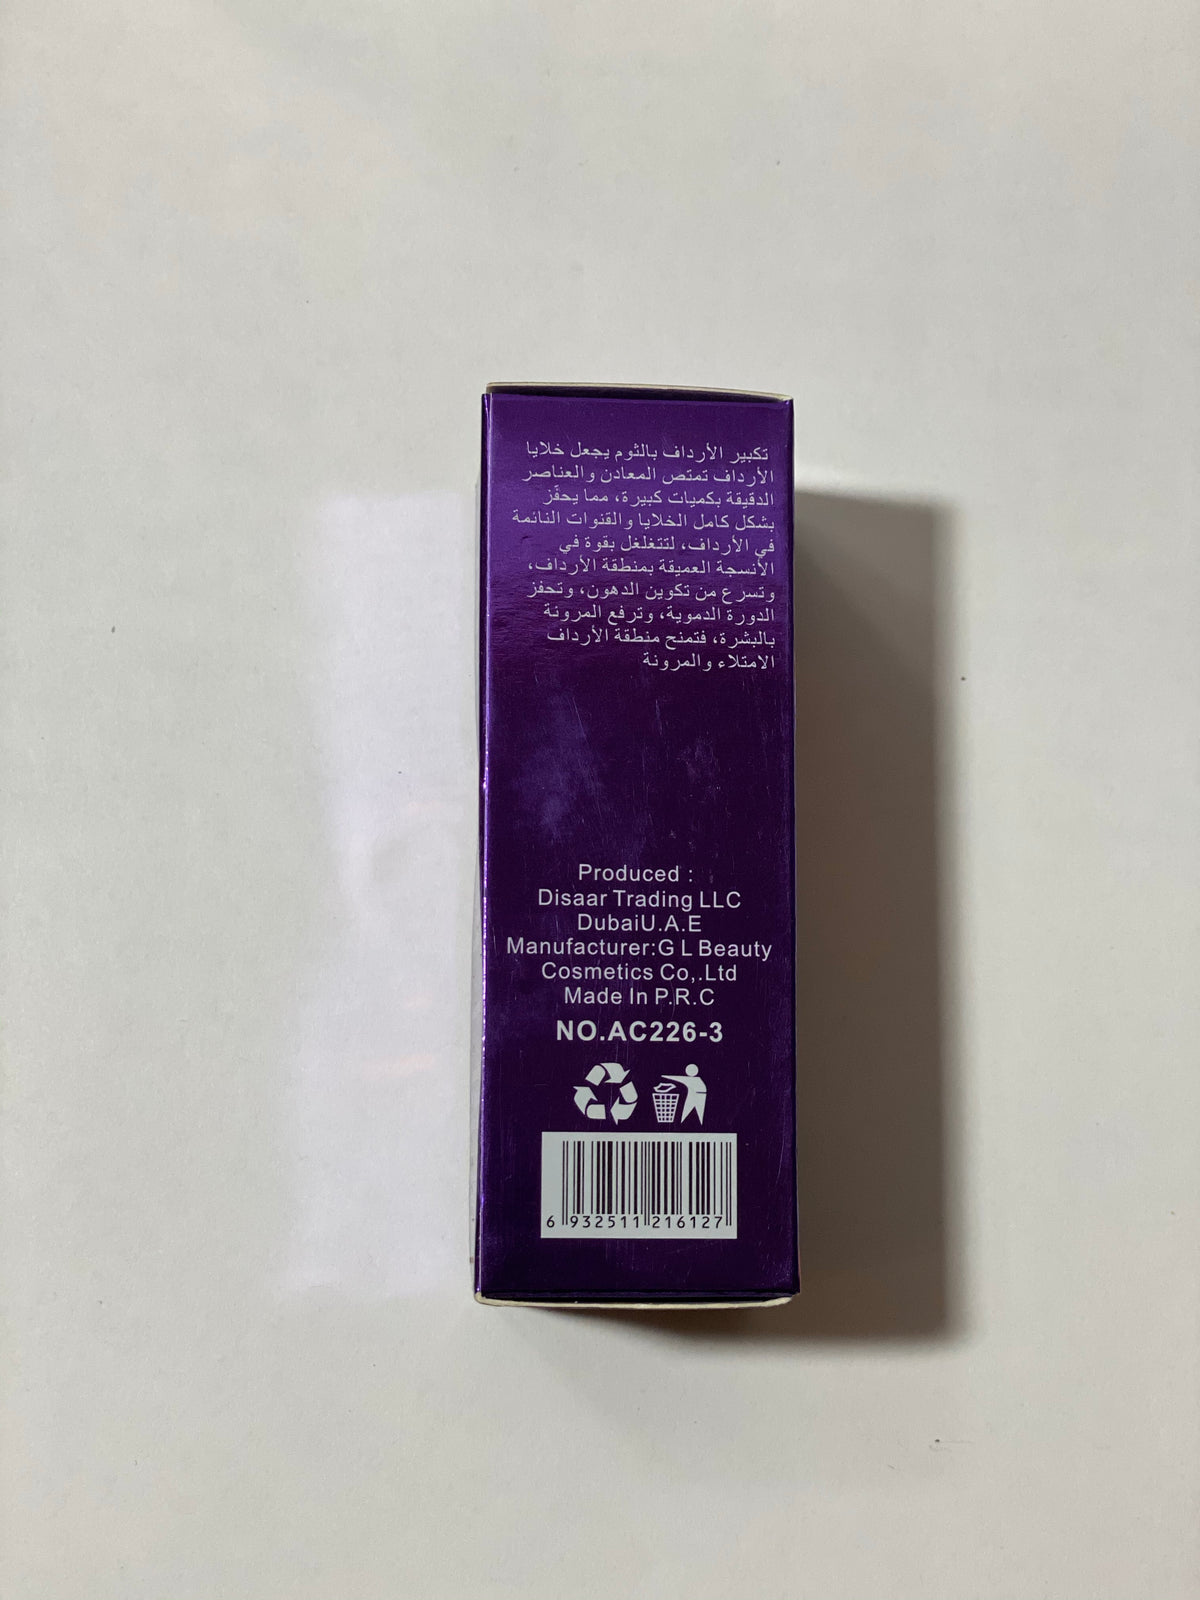 تكبير الأرداف بالثوم يجعل خلايا
الأرداف تمتص المعادن والعناصر
الدقيقة بكميات كبيرة، مما يحفّز
بشكل كامل الخلايا والقنوات النائمة
في الأرداف، لتتغلغل بقوة في
الأنسجة العميقة بمنطقة الأرداف،
وتسرع من تكوين الدهون، وتحفز
الدورة الدموية، وترفع المرونة
بالبشرة، فتمنح منطقة الأرداف
الامتلاء والمرونة
Produced :
Disaar Trading LLC
DubaiU.A.E
Manufacturer:G L Beauty
Cosmetics Co,.Ltd
Made In P.R.C
NO.AC226-3
6 932511 216127